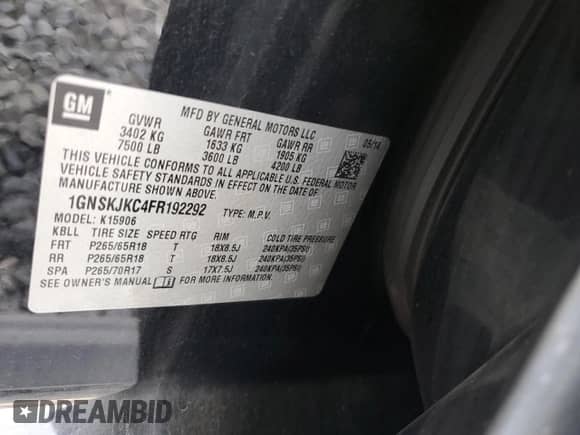 GM
MFD BY GENERAL MOTORS LLC
05/14
GVWR GAWR FRT GAWR RR
3402 KG 1633 KG 1905 KG
7500 LB 3600 LB 4200 LB
THIS VEHICLE CONFORMS TO ALL APPLICABLE U.S. FEDERAL MOTOR
VEHICLE SAFETY STANDARDS IN EFFECT ON THE DATE OF
MANUFACTURE SHOWN ABOVE.
1GNSKJKC4FR192292 TYPE: M.P.V.
MODEL: K15906
KBLL TIRE SIZE SPEED RTG RIM COLD TIRE PRESSURE
FRT P265/65R18 T 18X8.5J 240KPA(35PSI)
RR P265/65R18 T 18X8.5J 240KPA(35PSI)
SPA P265/70R17 S 17X7.5J 240KPA(35PSI)
SEE OWNER'S MANUAL FOR MORE INFORMATION.
DREAMBID